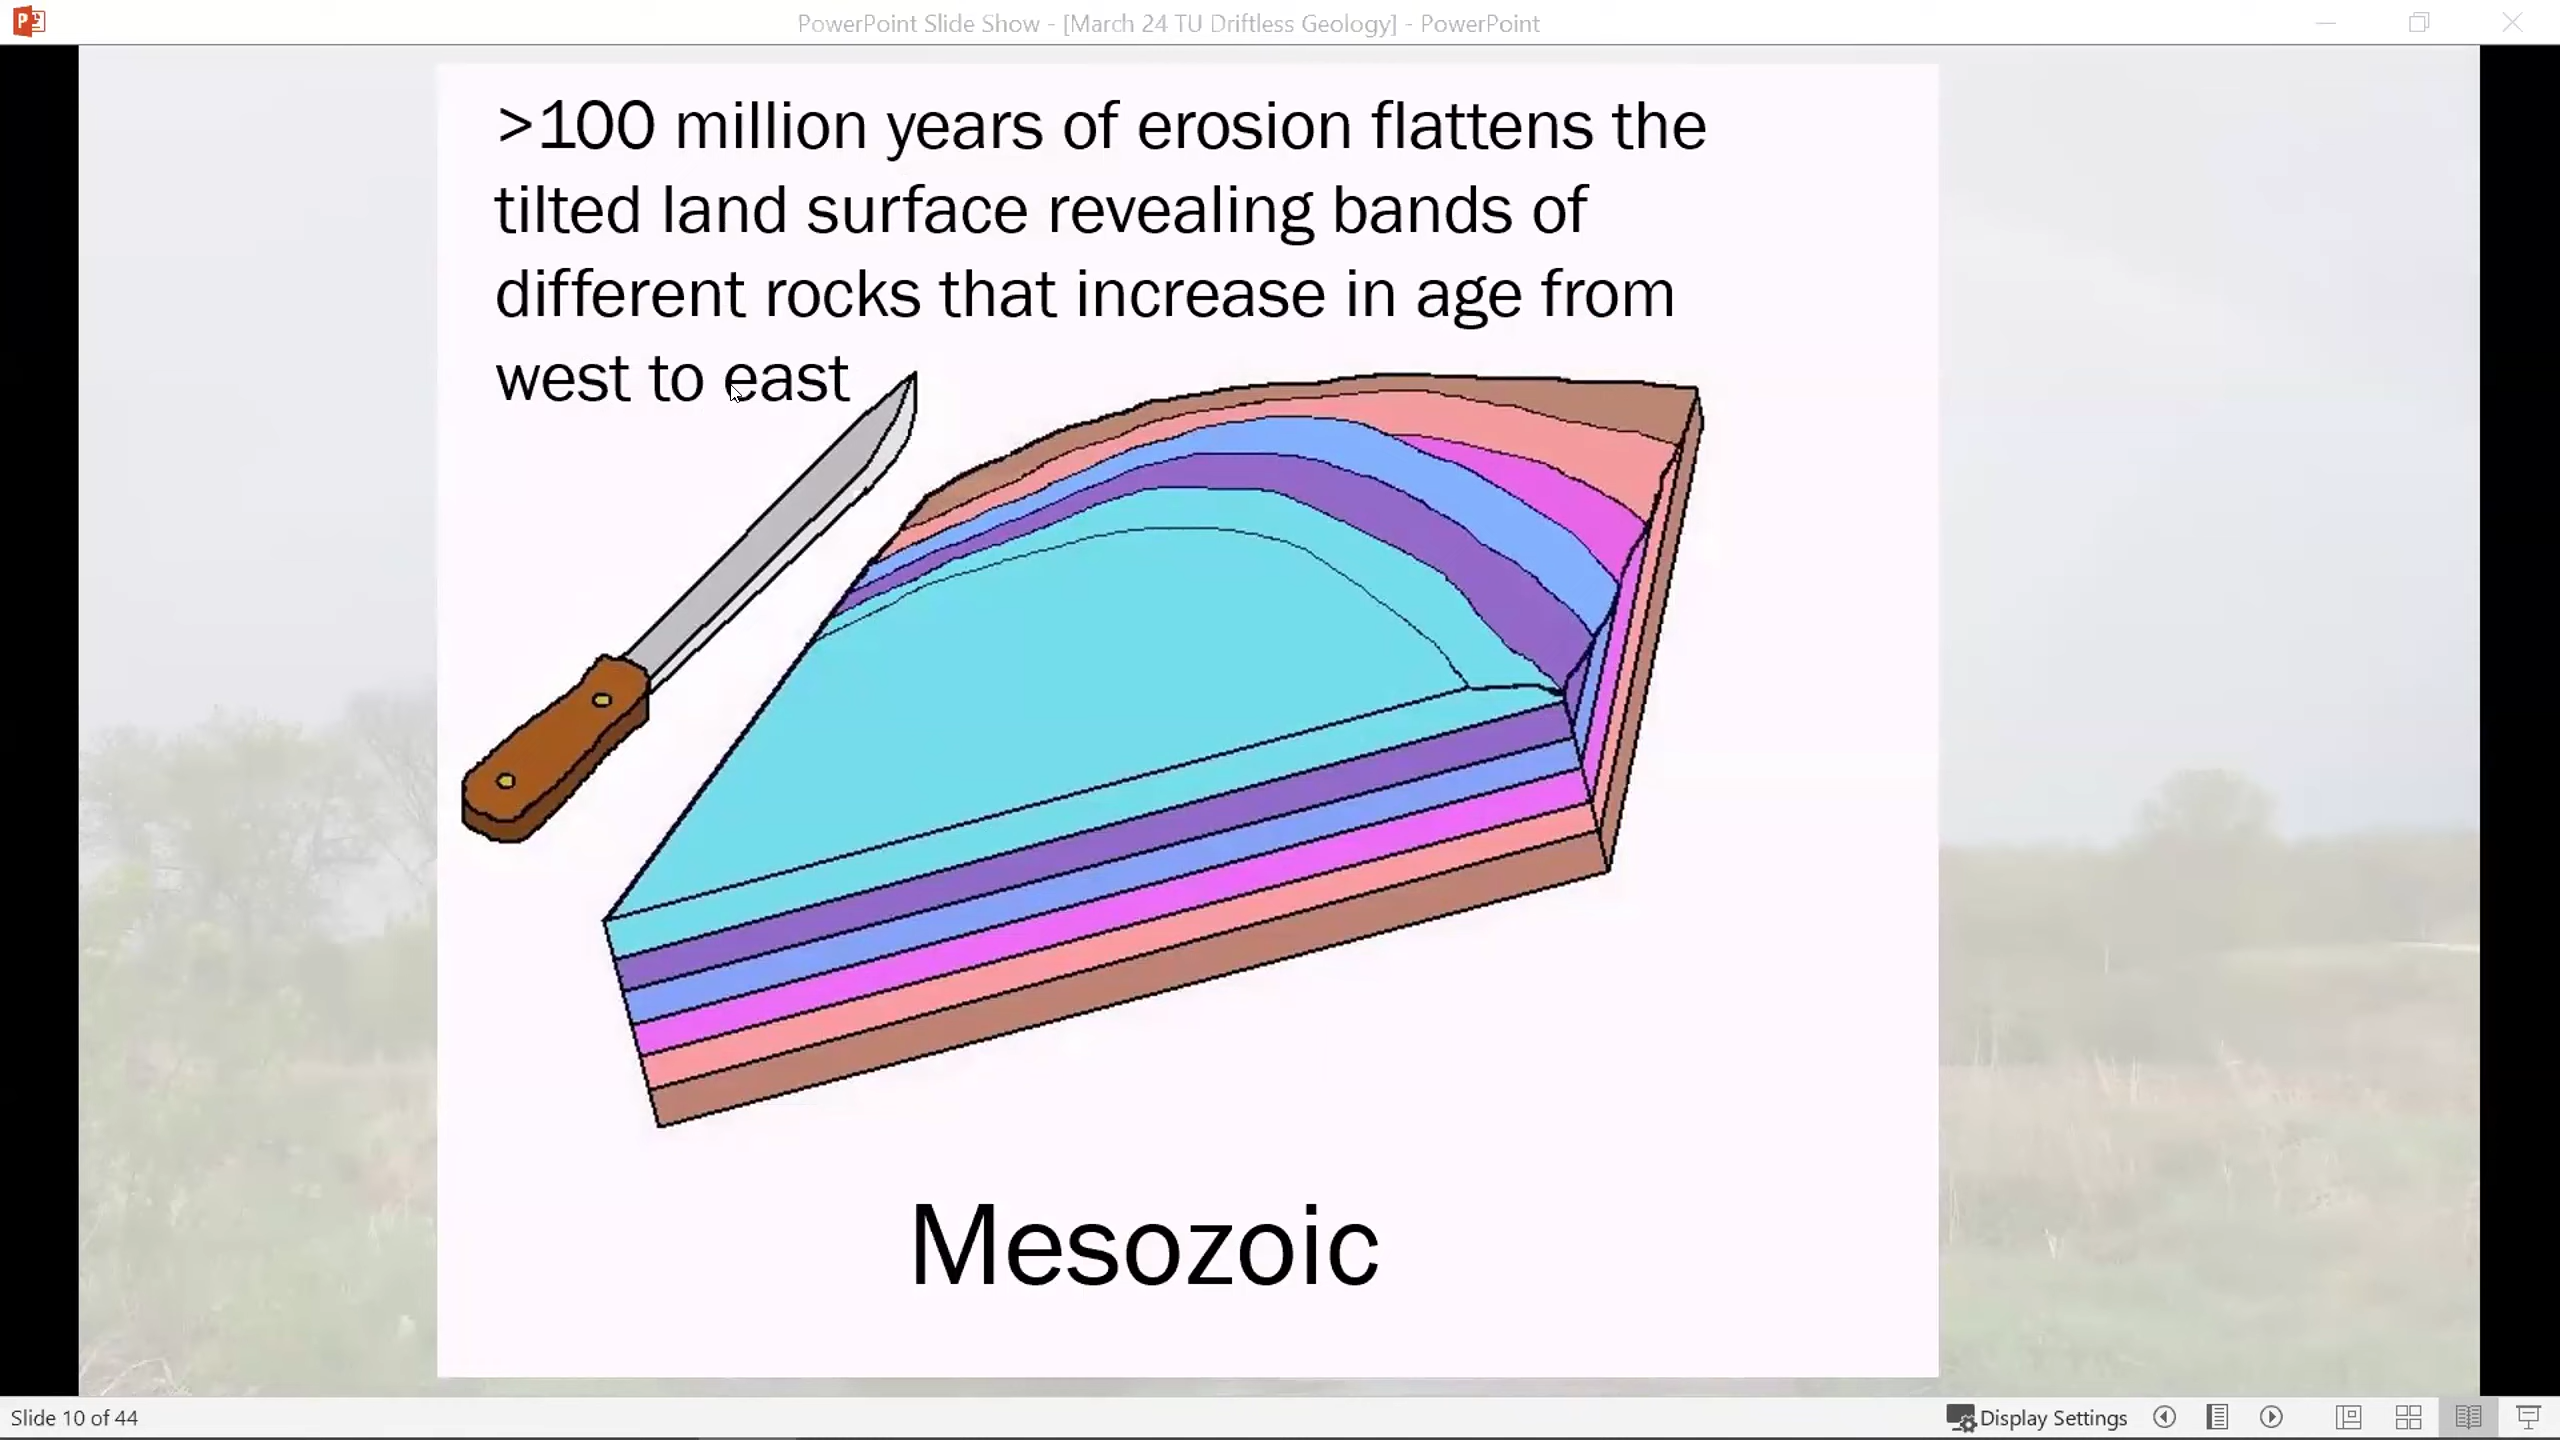 PowerPoint Slide Show - [March 24 TU Driftless Geology] - PowerPoint
>100 million years of erosion flattens the
tilted land surface revealing bands of
different rocks that increase in age from
west to east
Mesozoic
Slide 10 of 44
Display Settings